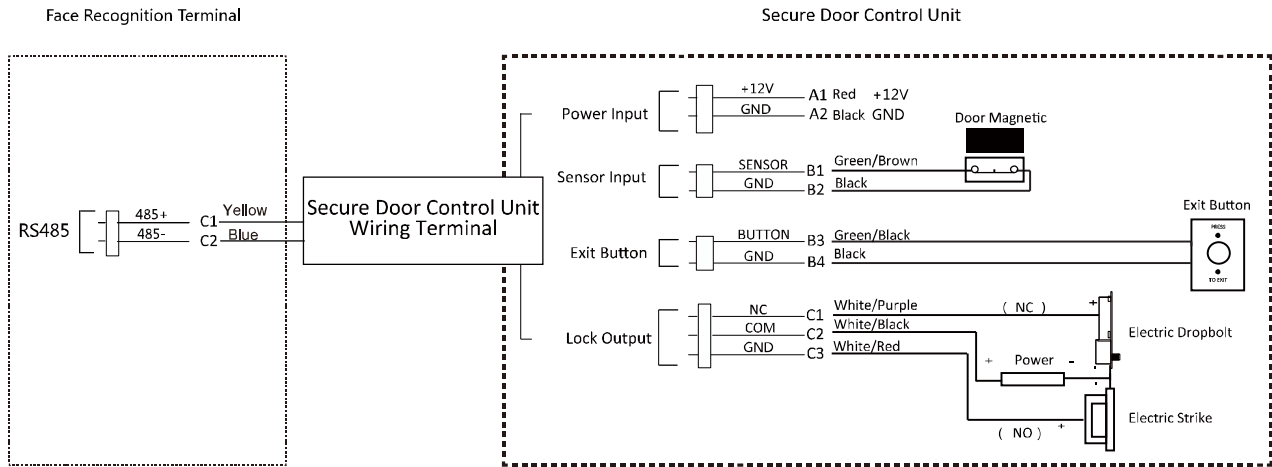 Face Recognition Terminal
Secure Door Control Unit
RS485
485+ C1 Yellow
485- C2 Blue
Secure Door Control Unit
Wiring Terminal
Power Input
+12V A1 Red +12V
GND A2 Black GND
Door Magnetic
Sensor Input
SENSOR B1 Green/Brown
GND B2 Black
Exit Button
Exit Button
BUTTON B3 Green/Black
GND B4 Black
PRESS
TO EXIT
Lock Output
NC C1 White/Purple ( NC ) +
COM C2 White/Black
GND C3 White/Red
Electric Dropbolt
+ Power -
Electric Strike
( NO ) +